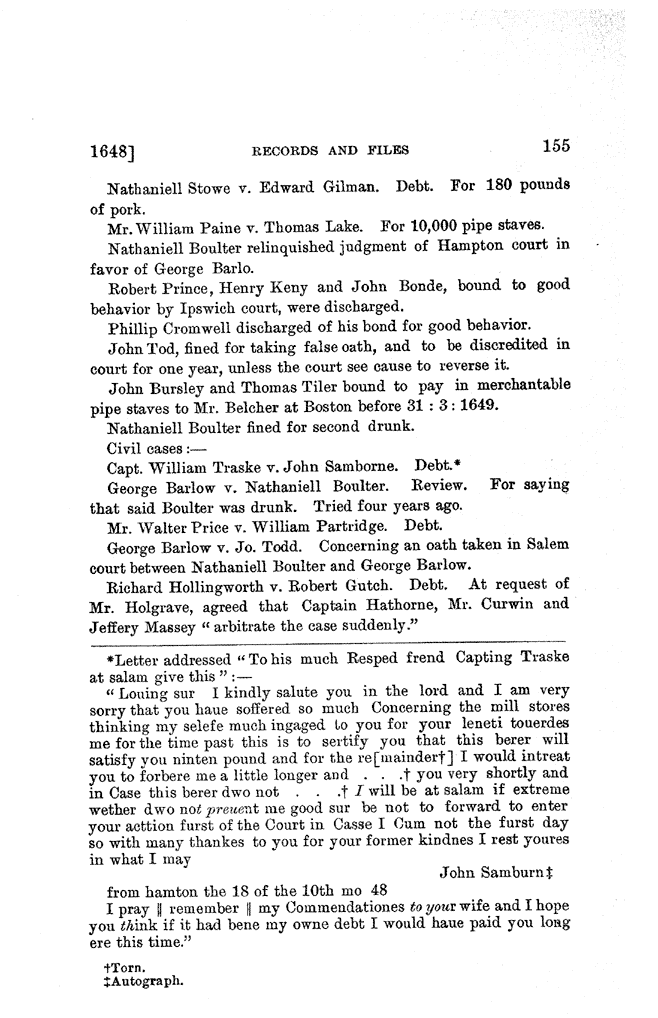 1648] RECORDS AND FILES 155
Nathaniell Stowe v. Edward Gilman. Debt. For 180 pounds
of pork.
Mr. William Paine v. Thomas Lake. For 10,000 pipe staves.
Nathaniell Boulter relinquished judgment of Hampton court in
favor of George Barlo.
Robert Prince, Henry Keny and John Bonde, bound to good
behavior by Ipswich court, were discharged.
Phillip Cromwell discharged of his bond for good behavior.
John Tod, fined for taking false oath, and to be discredited in
court for one year, unless the court see cause to reverse it.
John Bursley and Thomas Tiler bound to pay in merchantable
pipe staves to Mr. Belcher at Boston before 31 : 3 : 1649.
Nathaniell Boulter fined for second drunk.
Civil cases :—
Capt. William Traske v. John Samborne. Debt.*
George Barlow v. Nathaniell Boulter. Review. For saying
that said Boulter was drunk. Tried four years ago.
Mr. Walter Price v. William Partridge. Debt.
George Barlow v. Jo. Todd. Concerning an oath taken in Salem
court between Nathaniell Boulter and George Barlow.
Richard Hollingworth v. Robert Gutch. Debt. At request of
Mr. Holgrave, agreed that Captain Hathorne, Mr. Curwin and
Jeffery Massey “ arbitrate the case suddenly.”
*Letter addressed “ To his much Resped frend Capting Traske
at salam give this ” :—
“ Louing sur I kindly salute you in the lord and I am very
sorry that you haue soffered so much Concerning the mill stores
thinking my selefe much ingaged to you for your leneti touerdes
me for the time past this is to sertify you that this berer will
satisfy you ninten pound and for the re[mainder†] I would intreat
you to forbere me a little longer and . . .† you very shortly and
in Case this berer dwo not . . .† I will be at salam if extreme
wether dwo not preuent me good sur be not to forward to enter
your acttion furst of the Court in Casse I Cum not the furst day
so with many thankes to you for your former kindnes I rest youres
in what I may
John Samburn‡
from hamton the 18 of the 10th mo 48
I pray ‖ remember ‖ my Commendationes to your wife and I hope
you think if it had bene my owne debt I would haue paid you long
ere this time.”
†Torn.
‡Autograph.